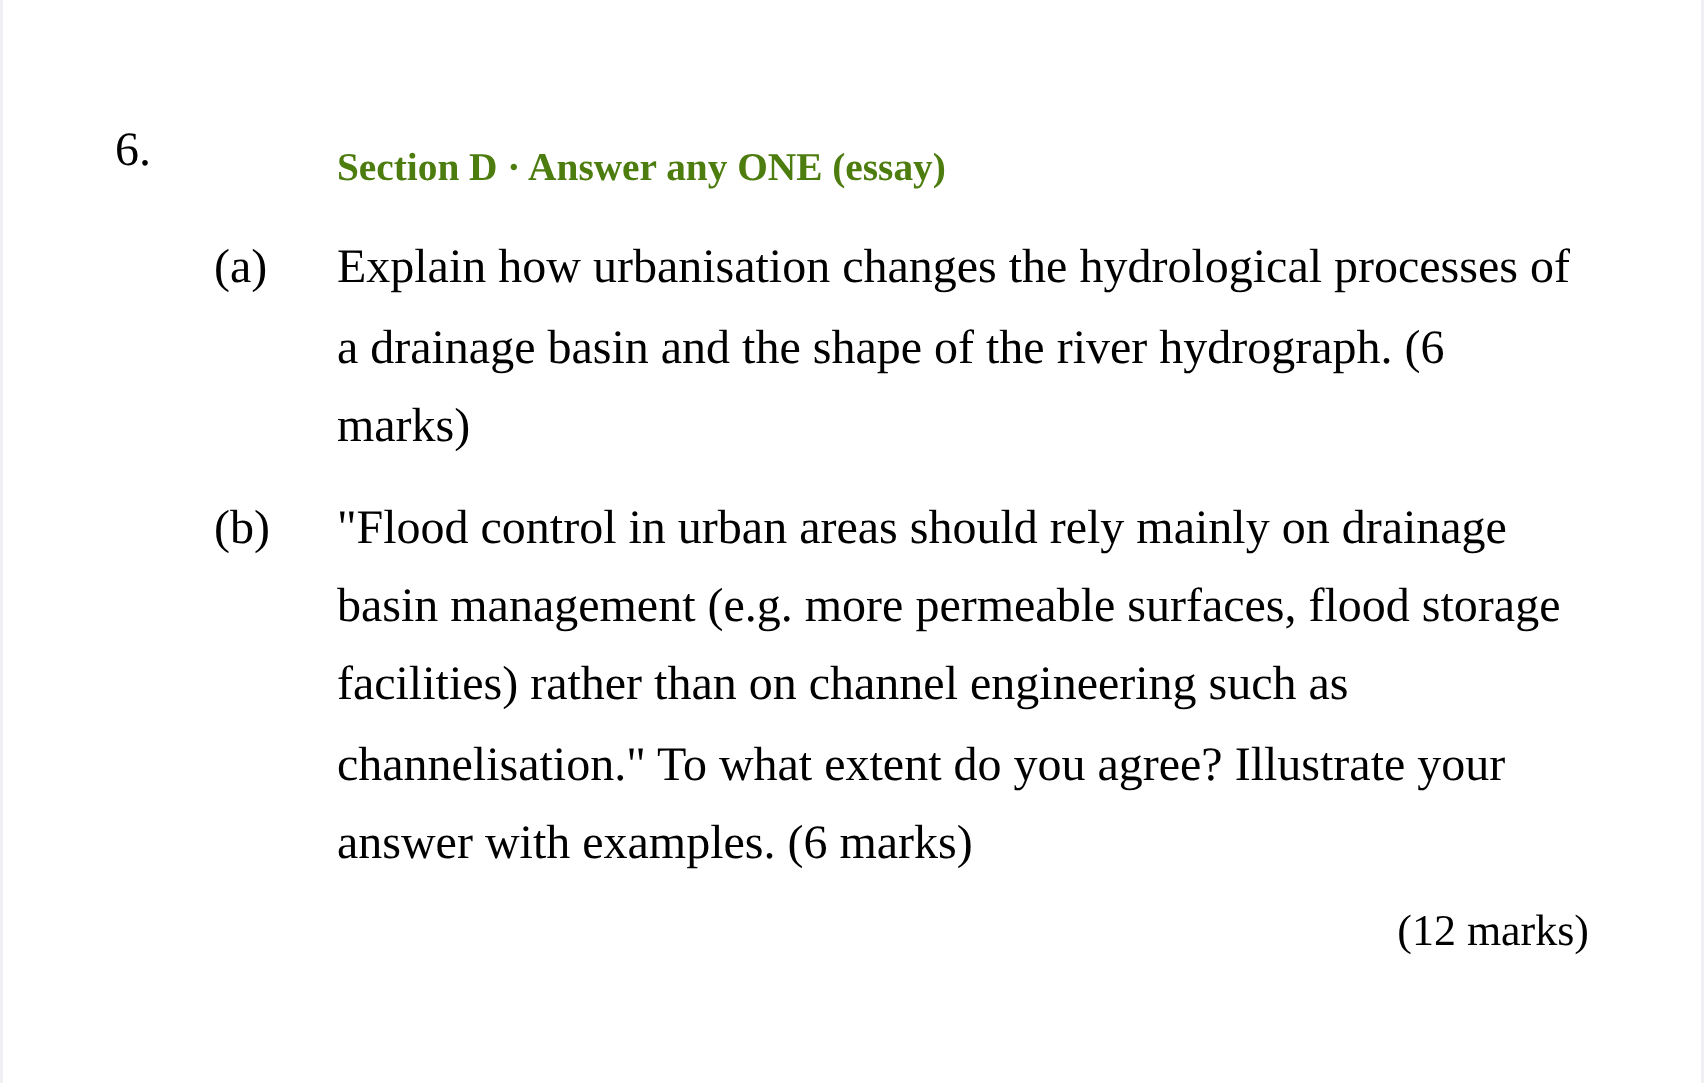 6.
Section D · Answer any ONE (essay)
(a) Explain how urbanisation changes the hydrological processes of
a drainage basin and the shape of the river hydrograph. (6
marks)
(b) "Flood control in urban areas should rely mainly on drainage
basin management (e.g. more permeable surfaces, flood storage
facilities) rather than on channel engineering such as
channelisation." To what extent do you agree? Illustrate your
answer with examples. (6 marks)
(12 marks)